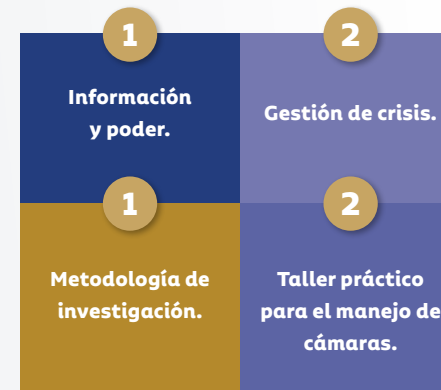 1
Información
y poder.
2
Gestión de crisis.
1
Metodología de
investigación.
2
Taller práctico
para el manejo de
cámaras.